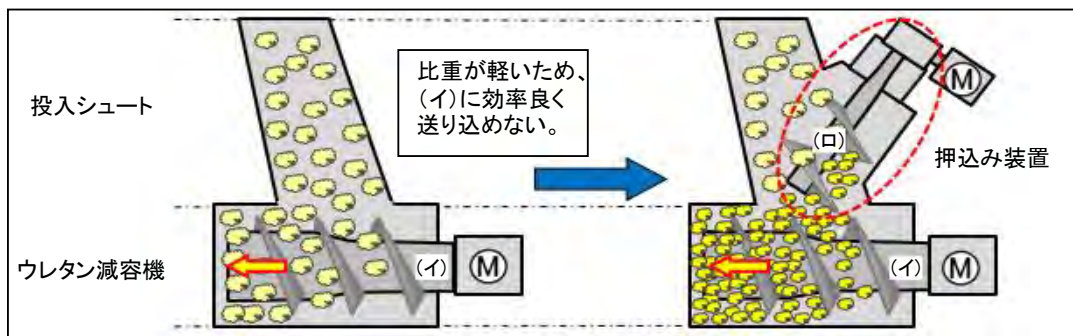 投入シュート
比重が軽いため、
(イ)に効率良く
送り込めない。
M
(ロ)
押込み装置
ウレタン減容機
(イ)
M
(イ)
M